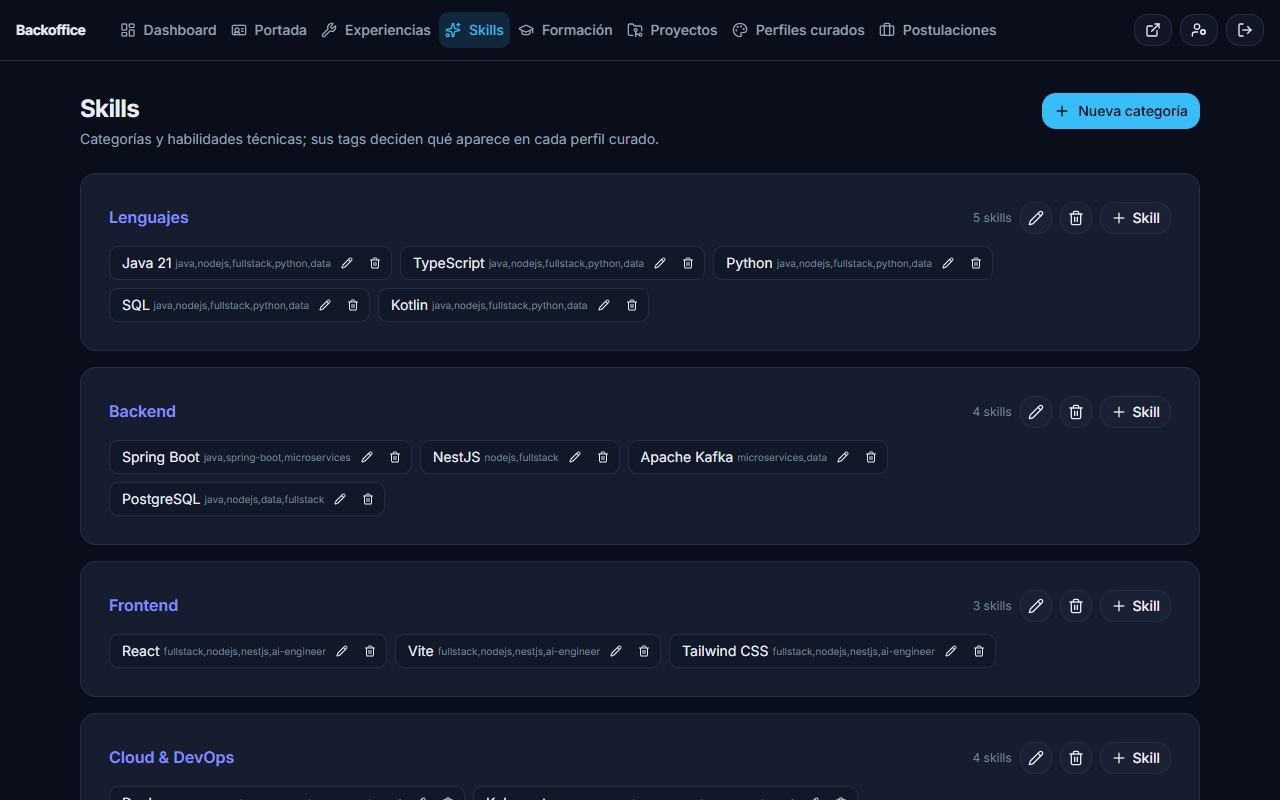 Backoffice Dashboard Portada Experiencias Skills Formación Proyectos Perfiles curados Postulaciones
Skills
Nueva categoría
Categorías y habilidades técnicas; sus tags deciden qué aparece en cada perfil curado.
Lenguajes 5 skills Skill
Java 21 java,nodejs,fullstack,python,data TypeScript java,nodejs,fullstack,python,data Python java,nodejs,fullstack,python,data
SQL java,nodejs,fullstack,python,data Kotlin java,nodejs,fullstack,python,data
Backend 4 skills Skill
Spring Boot java,spring-boot,microservices NestJS nodejs,fullstack Apache Kafka microservices,data
PostgreSQL java,nodejs,data,fullstack
Frontend 3 skills Skill
React fullstack,nodejs,nestjs,ai-engineer Vite fullstack,nodejs,nestjs,ai-engineer Tailwind CSS fullstack,nodejs,nestjs,ai-engineer
Cloud & DevOps 4 skills Skill